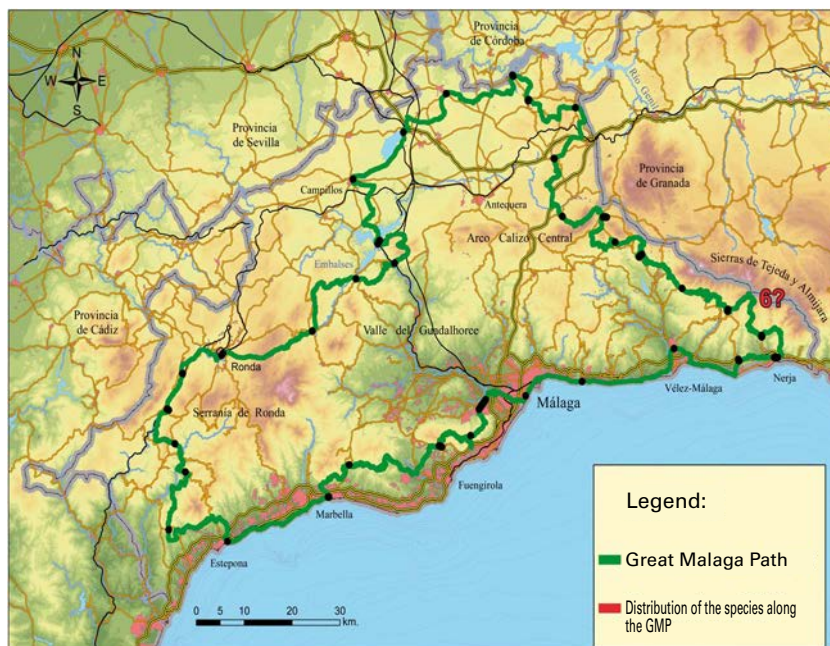 Provincia
de Córdoba
N
W E
S
Río Genil
Provincia
de Sevilla
Provincia
de Granada
Campillos
Antequera
Arco Calizo Central
Sierras de Tejeda y Almijara
Embalses
6?
Provincia
de Cádiz
Valle del Guadalhorce
Ronda
Vélez-Málaga
Nerja
Málaga
Serranía de Ronda
Fuengirola
Marbella
Estepona
0 5 10 20 30
km.
Legend:
Great Malaga Path
Distribution of the species along
the GMP